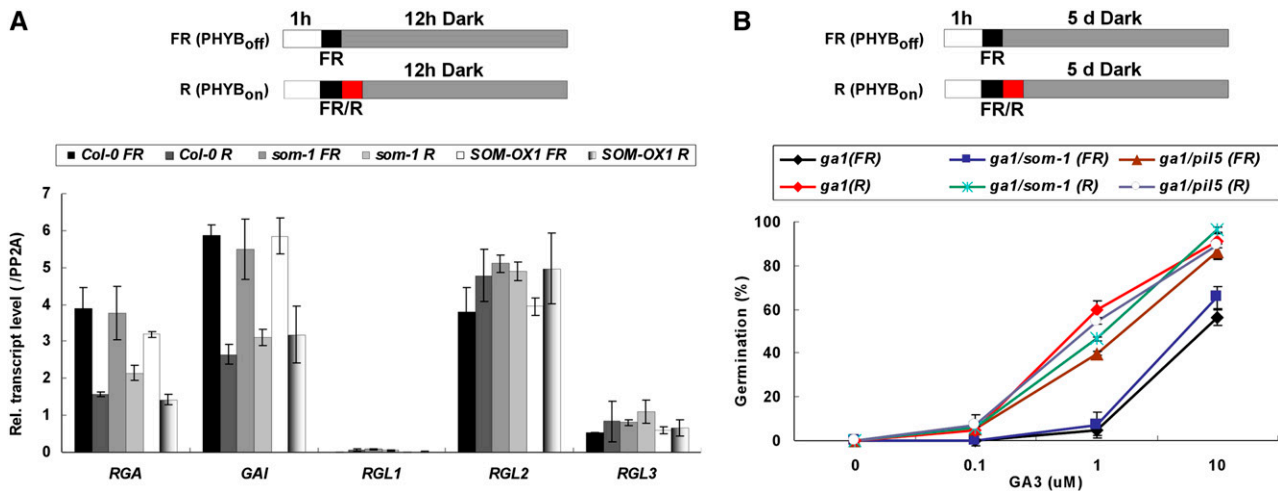 A
1h 12h Dark
FR (PHYBoff)
FR
12h Dark
R (PHYBon)
FR/R
Col-0 FR Col-0 R som-1 FR som-1 R SOM-OX1 FR SOM-OX1 R
Rel. transcript level ( /PP2A)
7
6
5
4
3
2
1
0
RGA GAI RGL1 RGL2 RGL3
B
1h 5 d Dark
FR (PHYBoff)
FR
5 d Dark
R (PHYBon)
FR/R
ga1(FR) ga1/som-1 (FR) ga1/pil5 (FR)
ga1(R) ga1/som-1 (R) ga1/pil5 (R)
Germination (%)
100
80
60
40
20
0
0 0.1 1 10
GA3 (uM)